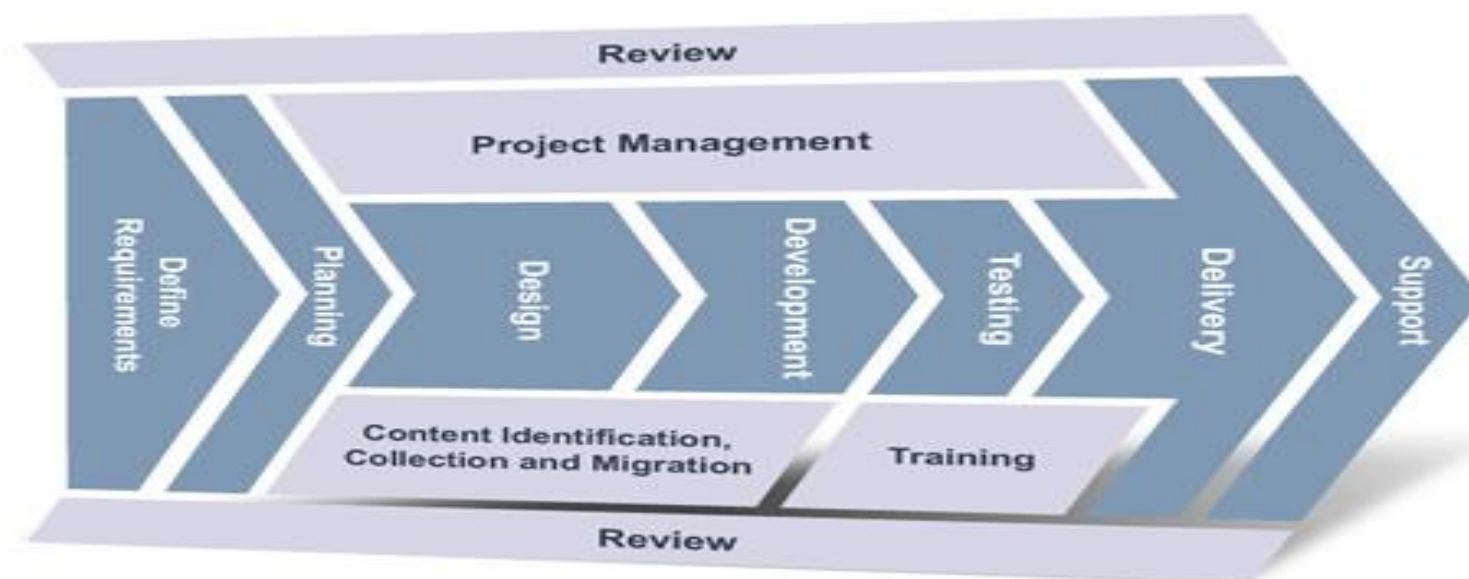 Review
Project Management
Define
Requirements
Planning
Design
Development
Testing
Delivery
Support
Content Identification,
Collection and Migration
Training
Review